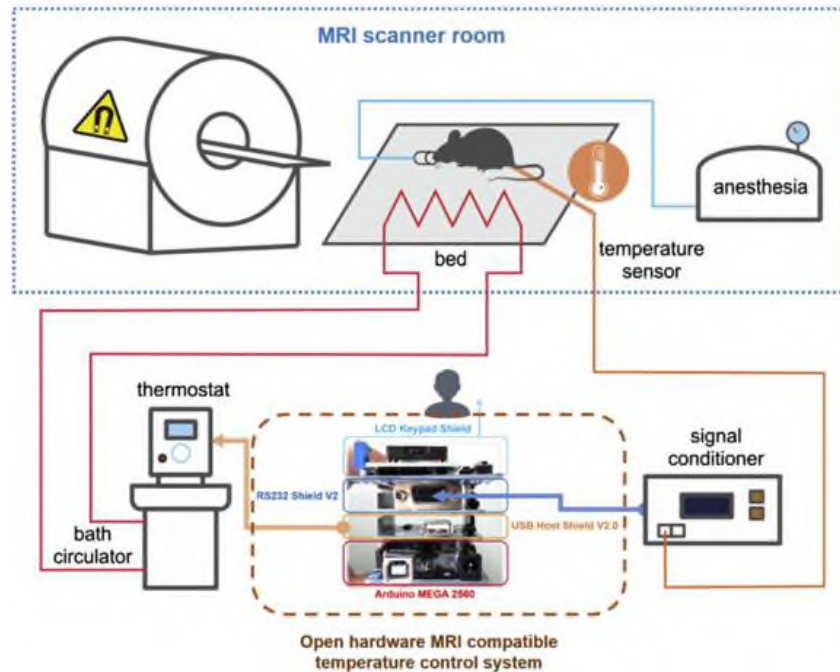 MRI scanner room
anesthesia
bed
temperature
sensor
thermostat
LCD Keypad Shield
signal
conditioner
RS232 Shield V2
USB Host Shield V2.0
bath
circulator
Arduino MEGA 2560
Open hardware MRI compatible
temperature control system